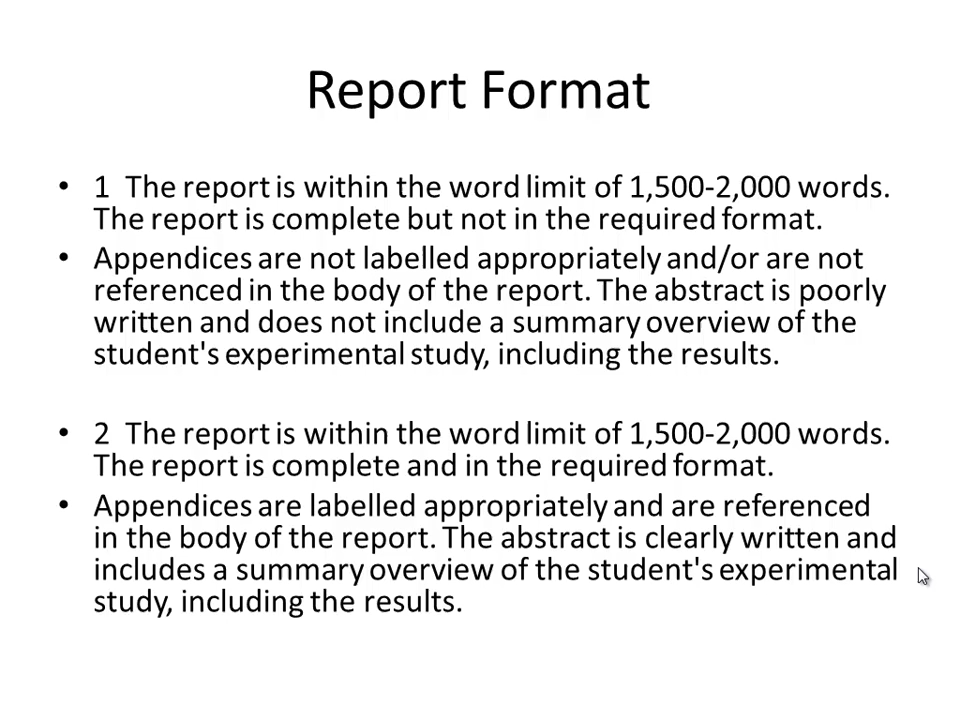 Report Format
• 1 The report is within the word limit of 1,500-2,000 words.
The report is complete but not in the required format.
• Appendices are not labelled appropriately and/or are not
referenced in the body of the report. The abstract is poorly
written and does not include a summary overview of the
student's experimental study, including the results.
• 2 The report is within the word limit of 1,500-2,000 words.
The report is complete and in the required format.
• Appendices are labelled appropriately and are referenced
in the body of the report. The abstract is clearly written and
includes a summary overview of the student's experimental
study, including the results.